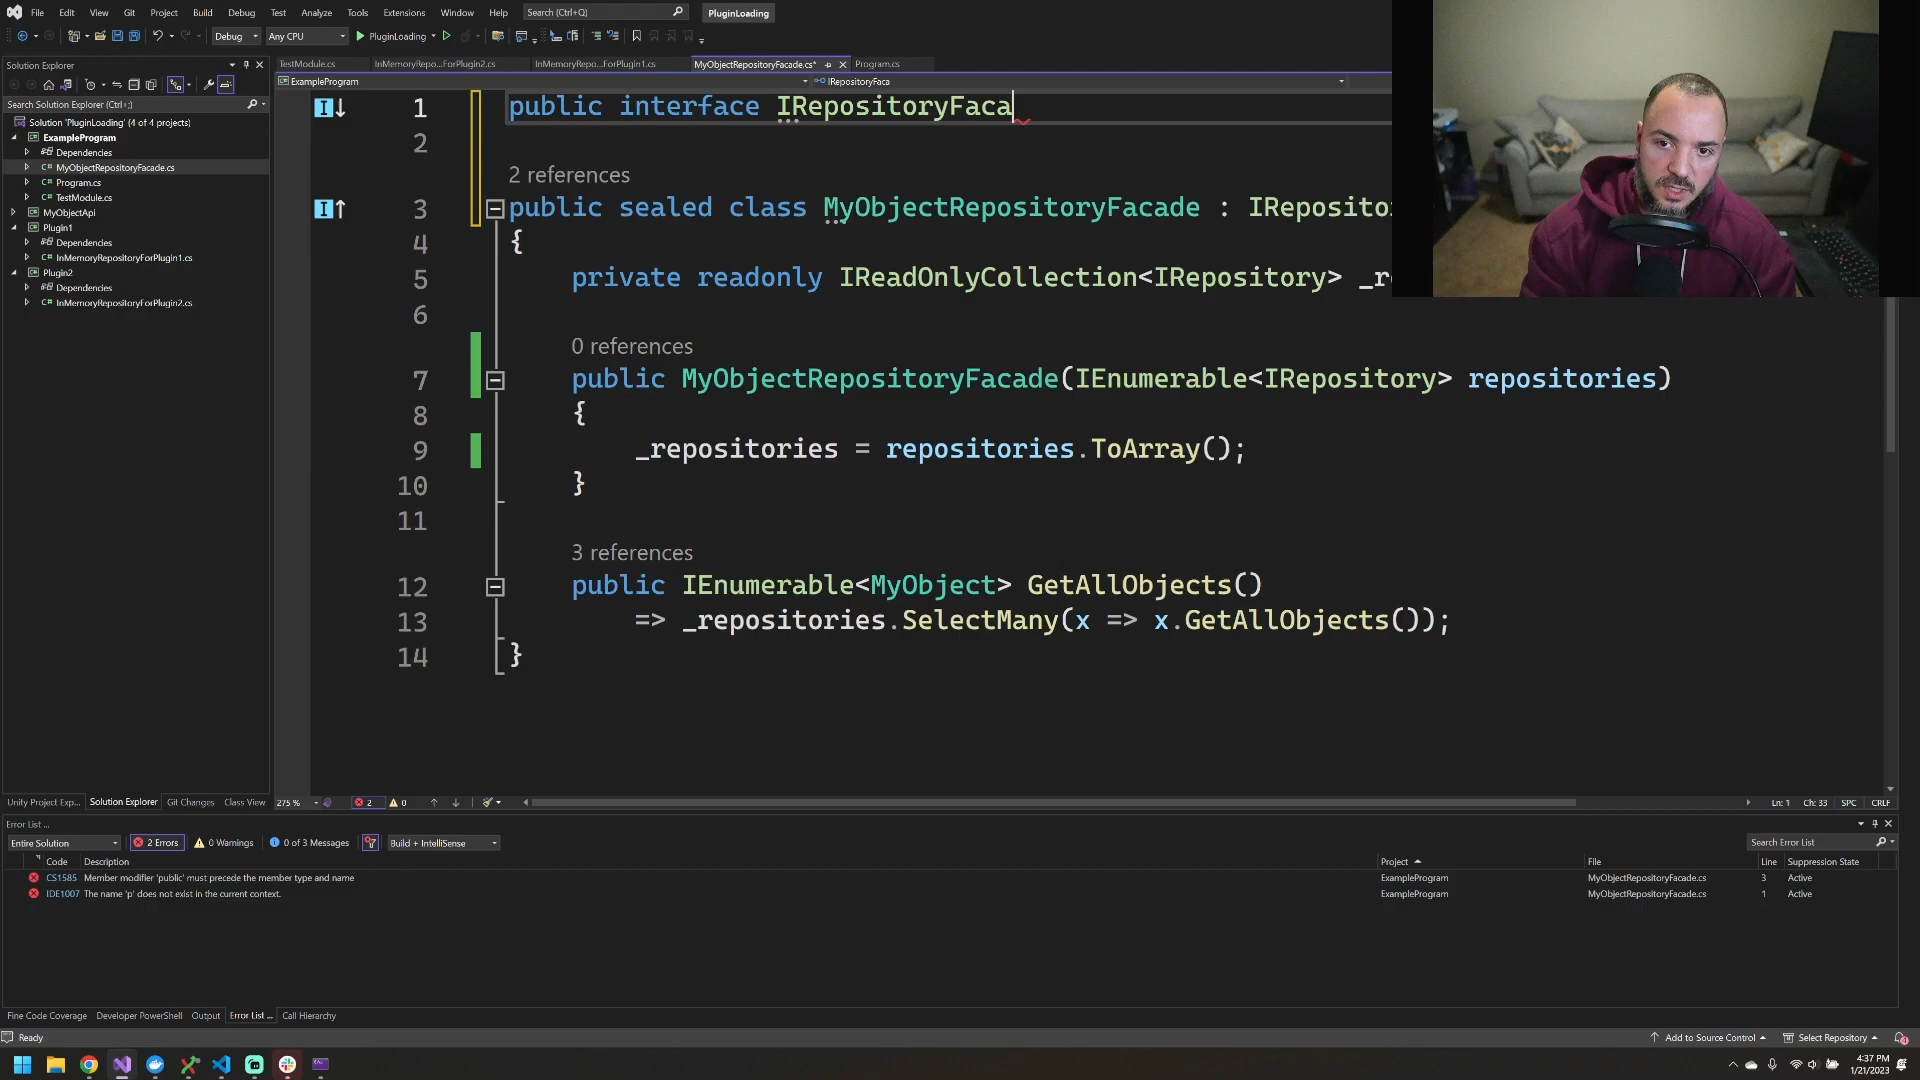 File Edit View Git Project Build Debug Test Analyze Tools Extensions Window Help Search (Ctrl+Q) PluginLoading
Debug Any CPU PluginLoading
Solution Explorer
TestModule.cs InMemoryRepo...ForPlugin2.cs InMemoryRepo...ForPlugin1.cs MyObjectRepositoryFacade.cs* Program.cs
ExampleProgram IRepositoryFaca
Search Solution Explorer (Ctrl+;)
Solution 'PluginLoading' (4 of 4 projects)
ExampleProgram
Dependencies
MyObjectRepositoryFacade.cs
Program.cs
TestModule.cs
MyObjectApi
Plugin1
Dependencies
InMemoryRepositoryForPlugin1.cs
Plugin2
Dependencies
InMemoryRepositoryForPlugin2.cs
1 public interface IRepositoryFaca
2
2 references
3 public sealed class MyObjectRepositoryFacade : IReposito
4 {
5 private readonly IReadOnlyCollection<IRepository> _r
6
0 references
7 public MyObjectRepositoryFacade(IEnumerable<IRepository> repositories)
8 {
9 _repositories = repositories.ToArray();
10 }
11
3 references
12 public IEnumerable<MyObject> GetAllObjects()
13 => _repositories.SelectMany(x => x.GetAllObjects());
14 }
Unity Project Exp... Solution Explorer Git Changes Class View 275 % 2 0 Ln: 1 Ch: 33 SPC CRLF
Error List ...
Entire Solution 2 Errors 0 Warnings 0 of 3 Messages Build + IntelliSense Search Error List
Code Description Project File Line Suppression State
CS1585 Member modifier 'public' must precede the member type and name ExampleProgram MyObjectRepositoryFacade.cs 3 Active
IDE1007 The name 'p' does not exist in the current context. ExampleProgram MyObjectRepositoryFacade.cs 1 Active
Fine Code Coverage Developer PowerShell Output Error List ... Call Hierarchy
Ready Add to Source Control Select Repository
4:37 PM
1/21/2023